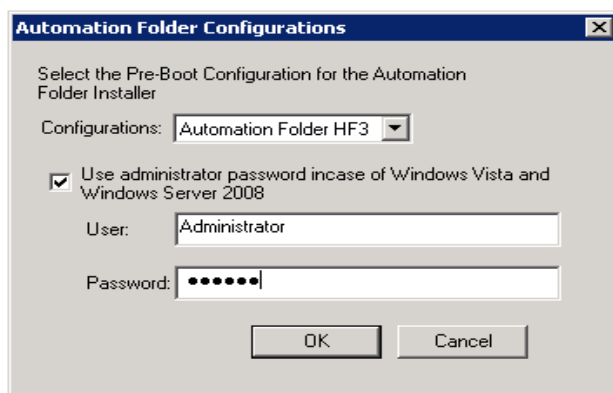 Automation Folder Configurations
Select the Pre-Boot Configuration for the Automation
Folder Installer
Configurations: Automation Folder HF3
Use administrator password incase of Windows Vista and
Windows Server 2008
User: Administrator
Password: ●●●●●●
OK Cancel